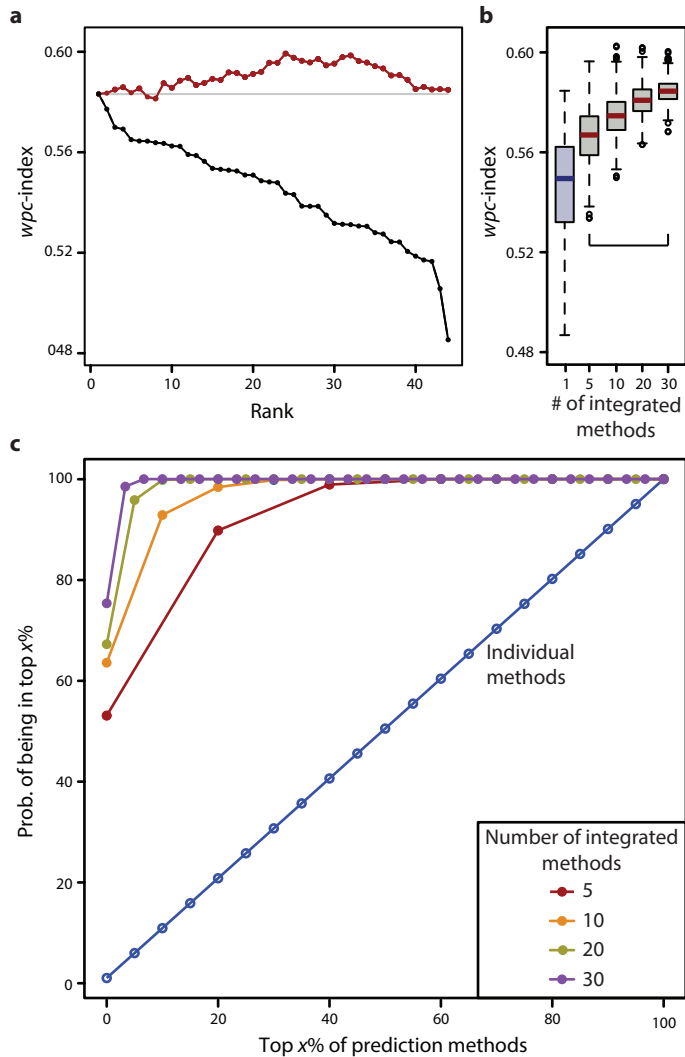 a
0.60
0.56
0.52
0.48
wpc-index
0
10
20
30
40
Rank
b
0.60
0.56
0.52
0.48
wpc-index
1
5
10
20
30
# of integrated
methods
c
100
80
60
40
20
0
Prob. of being in top x%
Individual
methods
Number of integrated
methods
5
10
20
30
0
20
40
60
80
100
Top x% of prediction methods